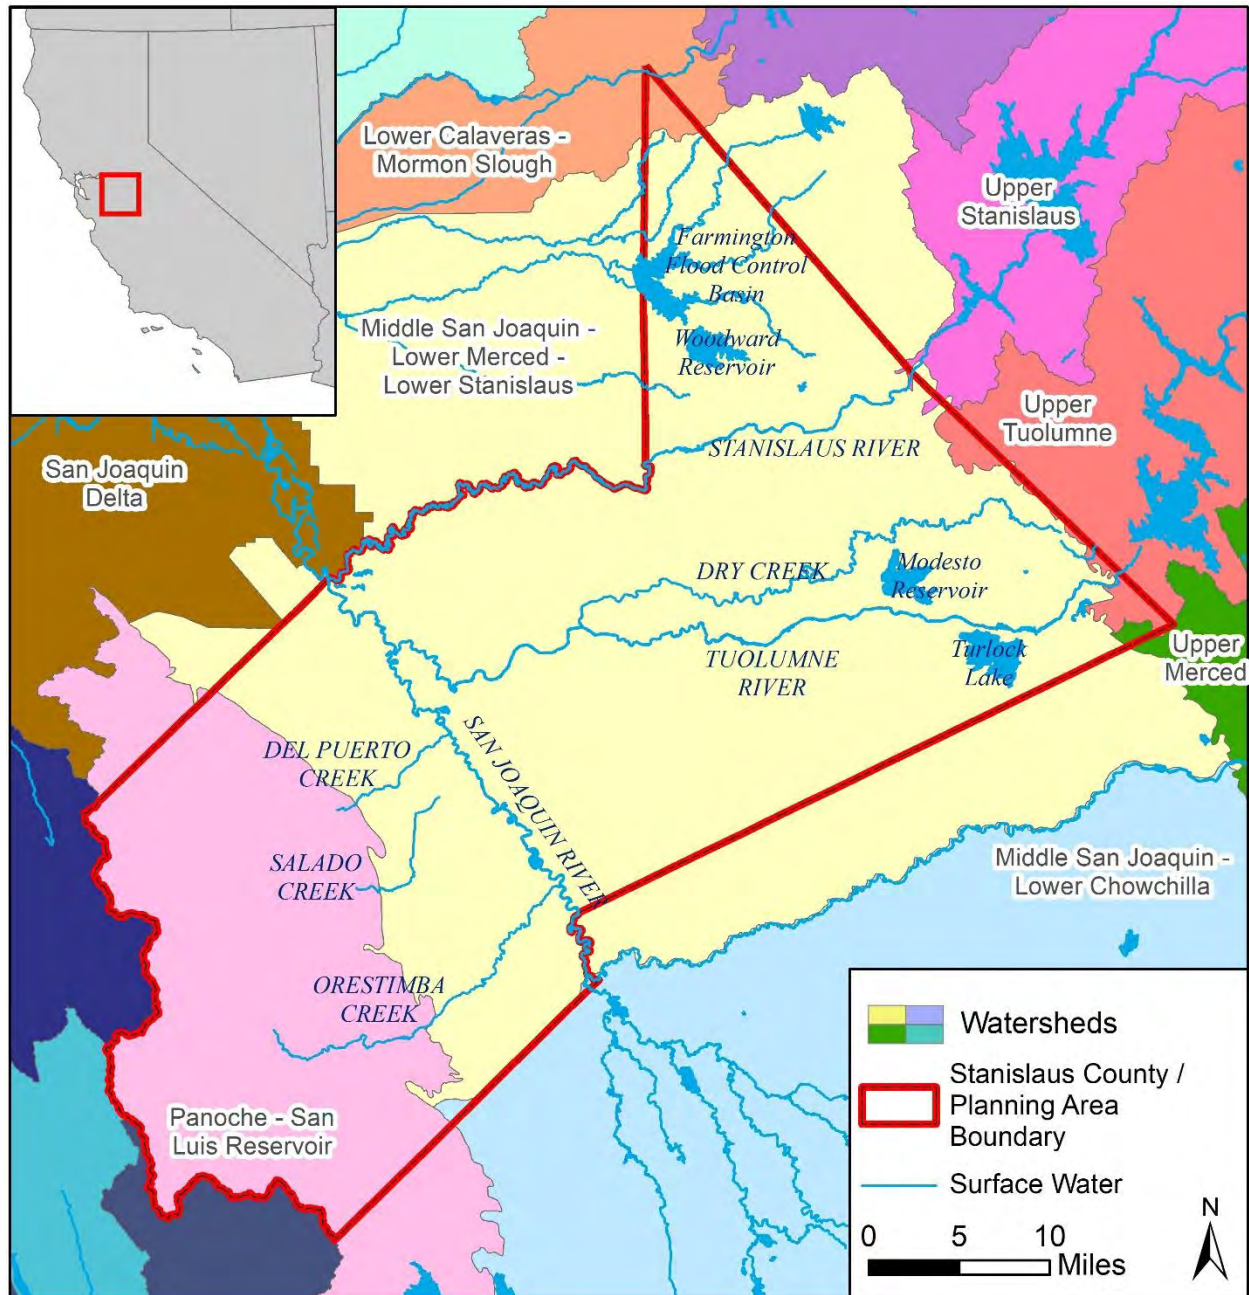 Lower Calaveras -
Mormon Slough
Upper
Stanislaus
Farmington
Flood Control
Basin
Middle San Joaquin -
Lower Merced -
Lower Stanislaus
Woodward
Reservoir
Upper
Tuolumne
STANISLAUS RIVER
San Joaquin
Delta
DRY CREEK
Modesto
Reservoir
TUOLUMNE
RIVER
Turlock
Lake
Upper
Merced
DEL PUERTO
CREEK
SAN JOAQUIN RIVER
SALADO
CREEK
Middle San Joaquin -
Lower Chowchilla
ORESTIMBA
CREEK
Panoche - San
Luis Reservoir
Watersheds
Stanislaus County /
Planning Area
Boundary
Surface Water
N
0 5 10
Miles